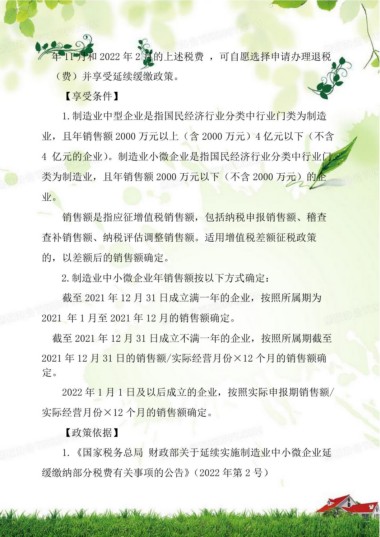 年 11 月和 2022 年 2 月的上述税费 ，可自愿选择申请办理退税
（费）并享受延续缓缴政策。
【享受条件】
1.制造业中型企业是指国民经济行业分类中行业门类为制造
业，且年销售额 2000 万元以上（含 2000 万元）4 亿元以下（不含
4 亿元的企业）。制造业小微企业是指国民经济行业分类中行业门
类为制造业，且年销售额 2000 万元以下（不含 2000 万元）的企
业。
销售额是指应征增值税销售额，包括纳税申报销售额、稽查
查补销售额、纳税评估调整销售额。适用增值税差额征税政策
的，以差额后的销售额确定。
2.制造业中小微企业年销售额按以下方式确定：
截至 2021 年 12 月 31 日成立满一年的企业，按照所属期为
2021 年 1 月至 2021 年 12 月的销售额确定。
截至 2021 年 12 月 31 日成立不满一年的企业，按照所属期截至
2021 年 12 月 31 日的销售额/实际经营月份×12 个月的销售额确
定。
2022 年 1 月 1 日及以后成立的企业，按照实际申报期销售额/
实际经营月份×12 个月的销售额确定。
【政策依据】
1.《国家税务总局 财政部关于延续实施制造业中小微企业延
缓缴纳部分税费有关事项的公告》（2022 年第 2 号）